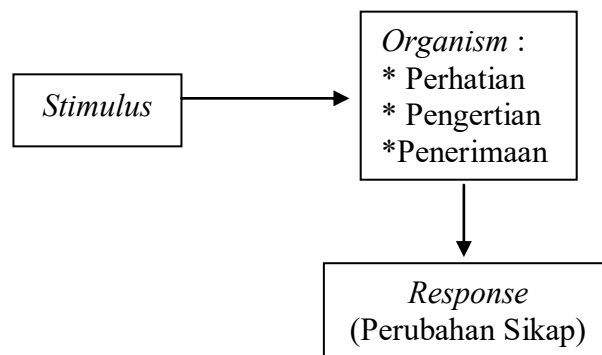 Stimulus
Organism :
* Perhatian
* Pengertian
*Penerimaan
Response
(Perubahan Sikap)